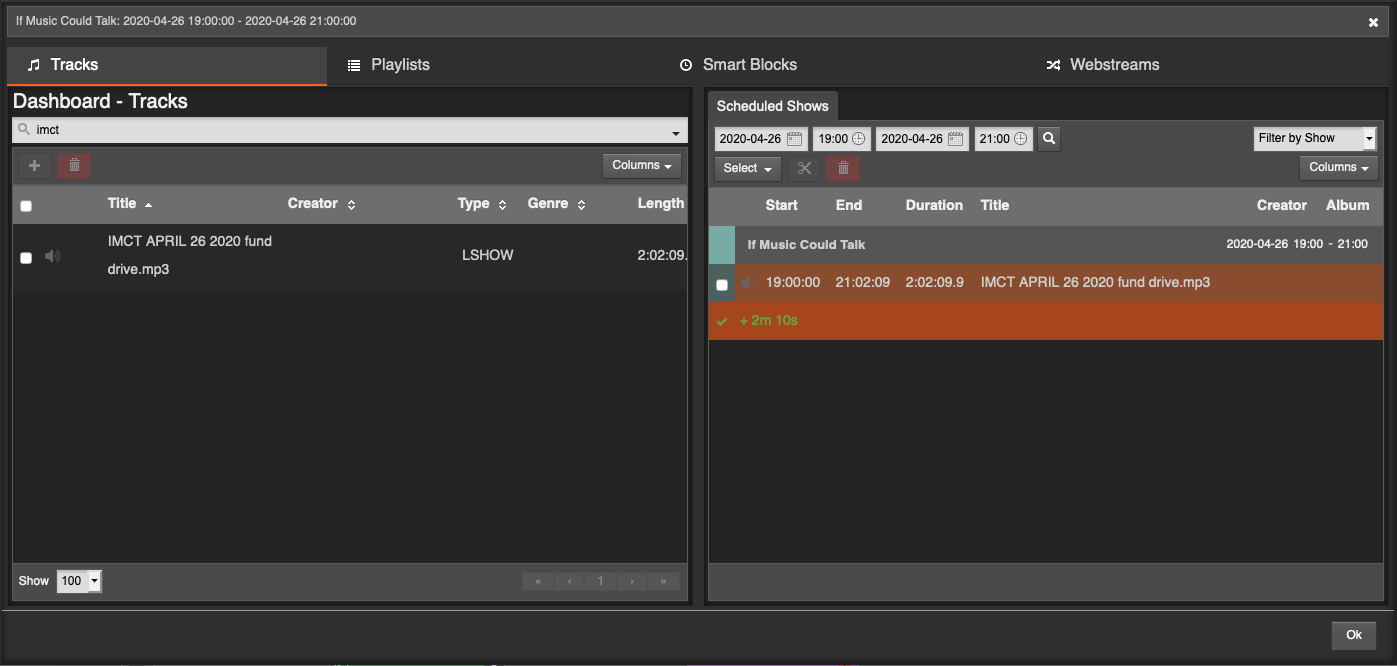 If Music Could Talk: 2020-04-26 19:00:00 - 2020-04-26 21:00:00
Tracks
Playlists
Smart Blocks
Webstreams
Dashboard - Tracks
imct
Columns
Title Creator Type Genre Length
IMCT APRIL 26 2020 fund
drive.mp3
LSHOW
2:02:09.
Show 100
« ‹ 1 › »
Scheduled Shows
2020-04-26 19:00 2020-04-26 21:00
Filter by Show
Select
Columns
Start End Duration Title Creator Album
If Music Could Talk 2020-04-26 19:00 - 21:00
19:00:00 21:02:09 2:02:09.9 IMCT APRIL 26 2020 fund drive.mp3
+ 2m 10s
Ok